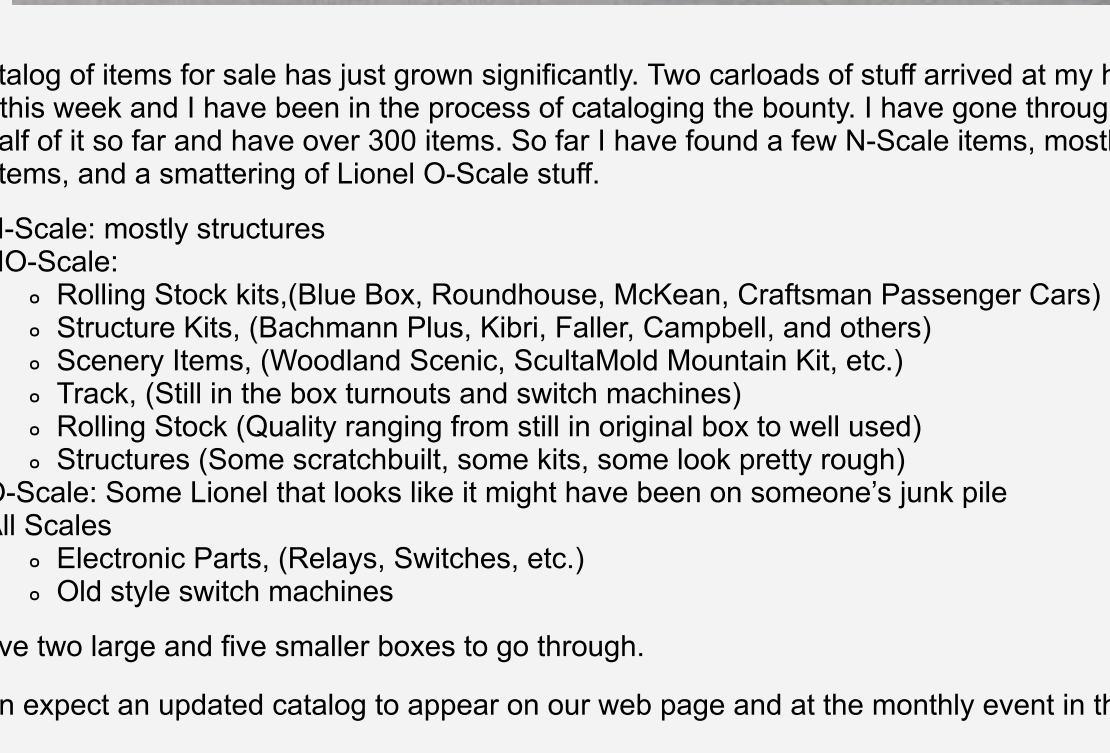 talog of items for sale has just grown significantly. Two carloads of stuff arrived at my h
this week and I have been in the process of cataloging the bounty. I have gone throug
alf of it so far and have over 300 items. So far I have found a few N-Scale items, mostl
tems, and a smattering of Lionel O-Scale stuff.
-Scale: mostly structures
HO-Scale:
Rolling Stock kits,(Blue Box, Roundhouse, McKean, Craftsman Passenger Cars)
Structure Kits, (Bachmann Plus, Kibri, Faller, Campbell, and others)
Scenery Items, (Woodland Scenic, ScultaMold Mountain Kit, etc.)
Track, (Still in the box turnouts and switch machines)
Rolling Stock (Quality ranging from still in original box to well used)
Structures (Some scratchbuilt, some kits, some look pretty rough)
O-Scale: Some Lionel that looks like it might have been on someone’s junk pile
All Scales
Electronic Parts, (Relays, Switches, etc.)
Old style switch machines
ve two large and five smaller boxes to go through.
n expect an updated catalog to appear on our web page and at the monthly event in th